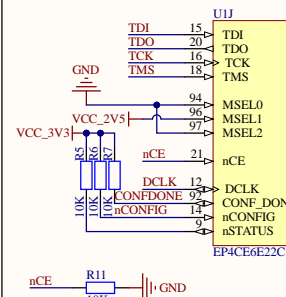 U1J
TDI 15 TDI
TDO 20 TDO
TCK 16 TCK
TMS 18 TMS
GND
94 MSEL0
VCC_2V5 96 MSEL1
97 MSEL2
VCC_3V3
R5 R6 R7
nCE 21 nCE
DCLK 12 DCLK
CONFDONE 92 CONF_DON
nCONFIG 14 nCONFIG
9 nSTATUS
10K 10K 10K
EP4CE6E22C
nCE R11 GND
10K